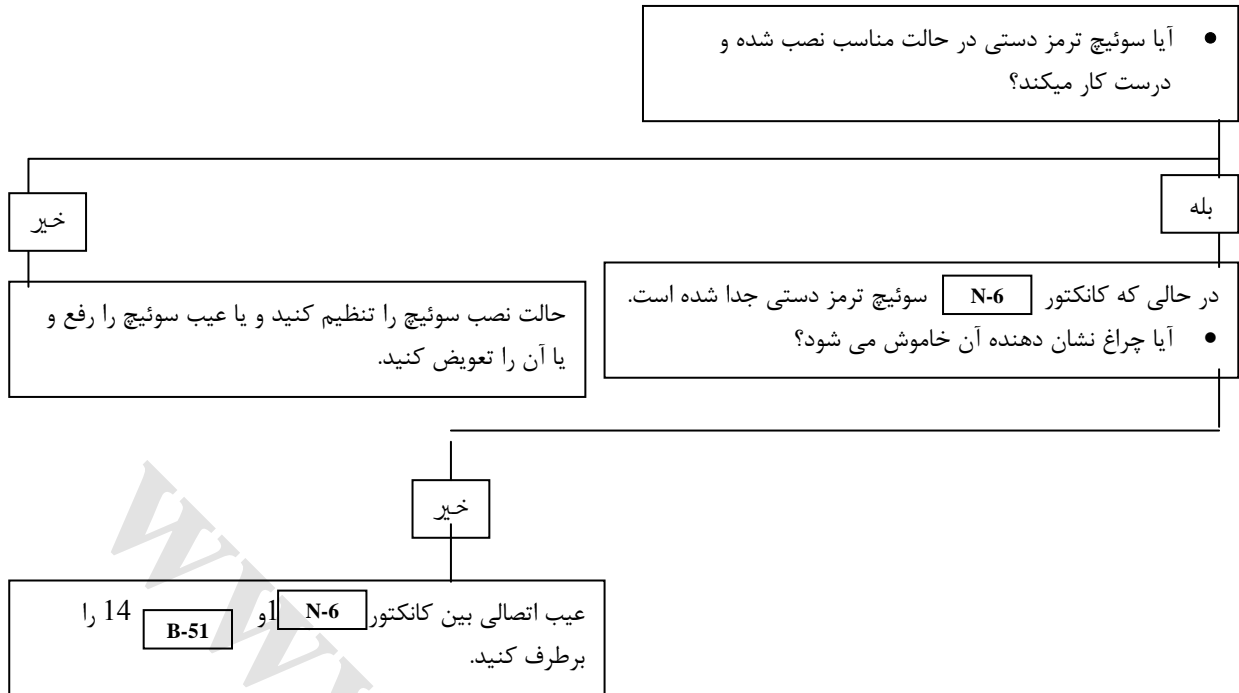 • آیا سوئیچ ترمز دستی در حالت مناسب نصب شده و
درست کار میکند؟
بله
خیر
در حالی که کانکتور N-6 سوئیچ ترمز دستی جدا شده است.
• آیا چراغ نشان دهنده آن خاموش می شود؟
حالت نصب سوئیچ را تنظیم کنید و یا عیب سوئیچ را رفع و
یا آن را تعویض کنید.
خیر
عیب اتصالی بین کانکتور N-6 1و B-51 14 را
برطرف کنید.